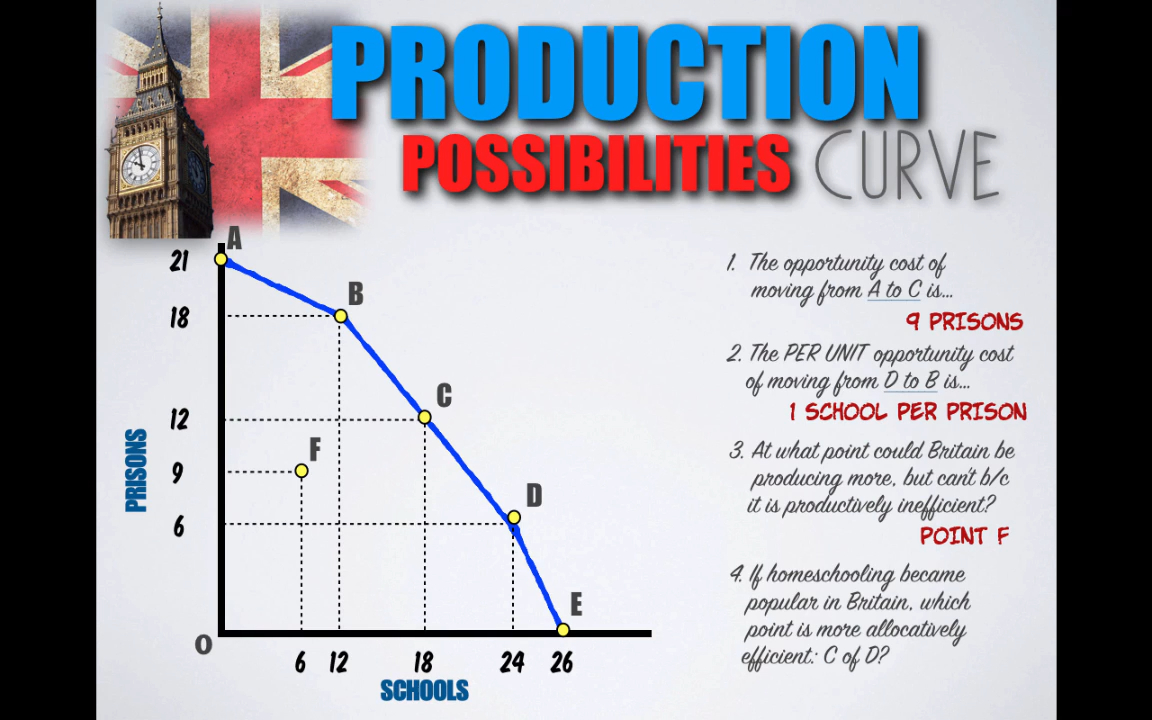 PRODUCTION
POSSIBILITIES CURVE
A
21
B
18
C
12
F
9
D
6
E
O
PRISONS
6 12 18 24 26
SCHOOLS
1. The opportunity cost of
moving from A to C is...
9 PRISONS
2. The PER UNIT opportunity cost
of moving from D to B is...
1 SCHOOL PER PRISON
3. At what point could Britain be
producing more, but can't b/c
it is productively inefficient?
POINT F
4. If homeschooling became
popular in Britain, which
point is more allocatively
efficient: C of D?